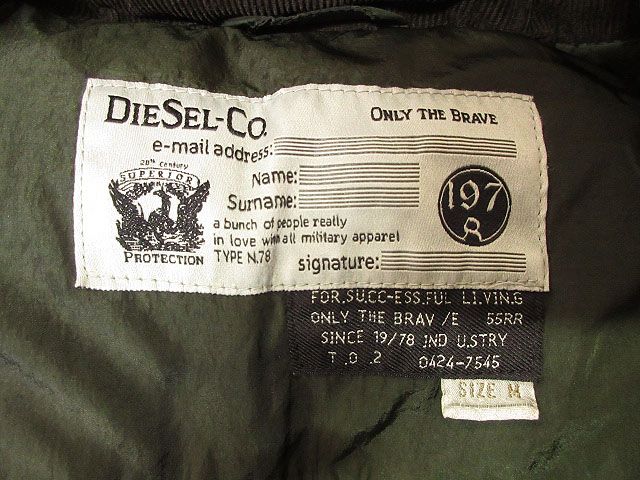 DIESEL-CO.
ONLY THE BRAVE
e-mail address:
20th Century
SUPERIOR
PROTECTION
Name:
Surname:
a bunch of people really
in love with all military apparel
TYPE N.78
signature:
197
8
FOR.SU.CC-ESS.FUL LI.VIN.G
ONLY THE BRAV /E 55RR
SINCE 19/78 IND U.STRY
T .O .2 0424-7545
SIZE M